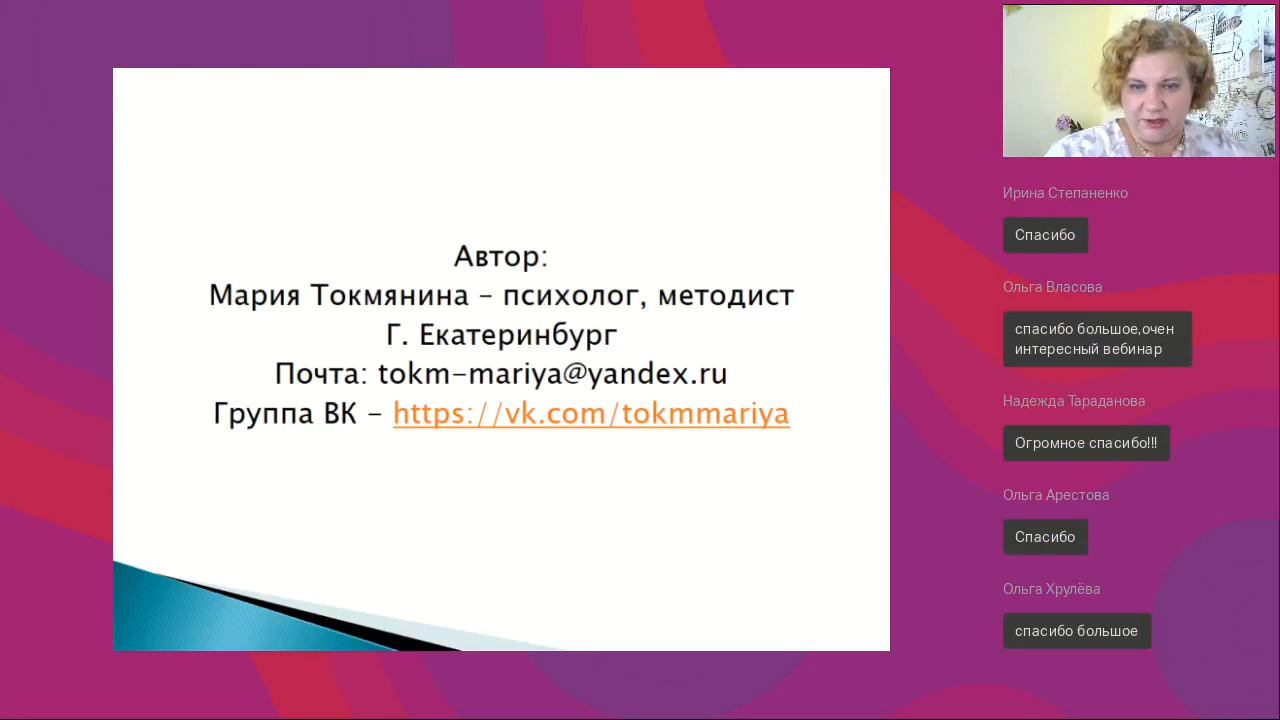 Автор:
Мария Токмянина – психолог, методист
Г. Екатеринбург
Почта: tokm-mariya@yandex.ru
Группа ВК – https://vk.com/tokmmariya
Ирина Степаненко
Спасибо
Ольга Власова
спасибо большое,очен
интересный вебинар
Надежда Тараданова
Огромное спасибо!!!
Ольга Арестова
Спасибо
Ольга Хрулёва
спасибо большое